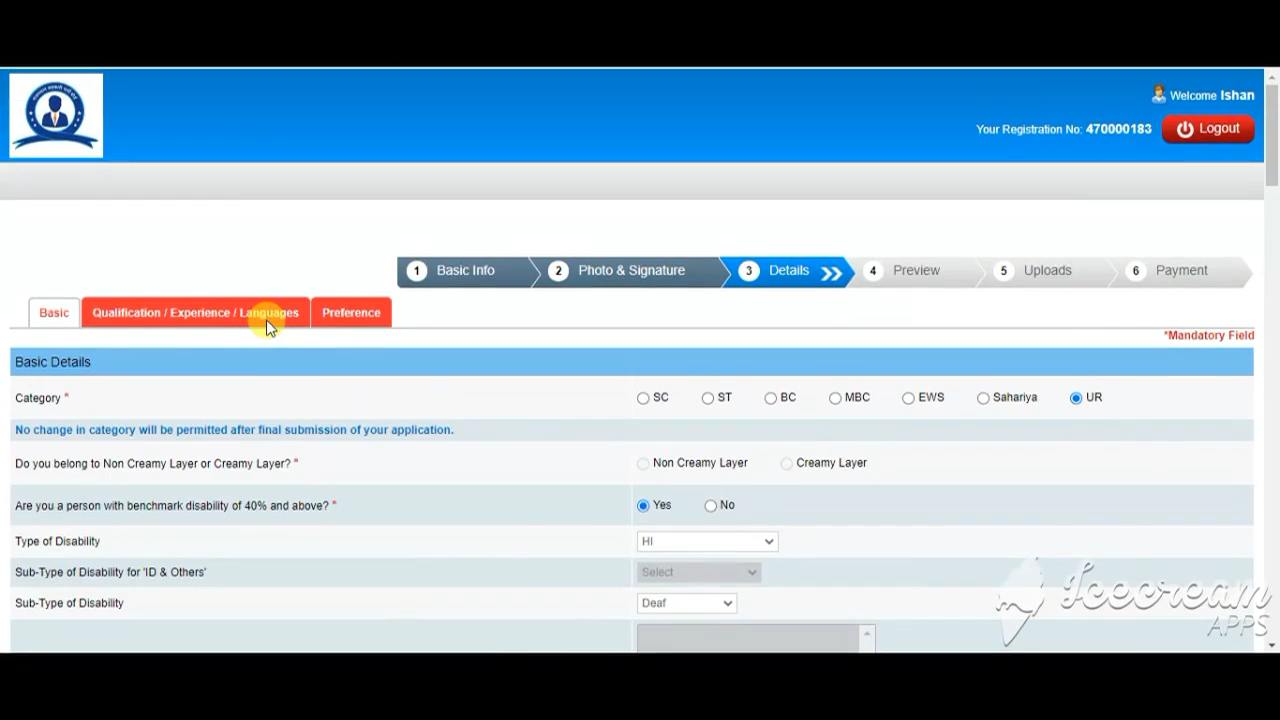 Welcome Ishan
Your Registration No: 470000183 Logout
1 Basic Info 2 Photo & Signature 3 Details 4 Preview 5 Uploads 6 Payment
Basic Qualification / Experience / Languages Preference
*Mandatory Field
Basic Details
Category * SC ST BC MBC EWS Sahariya UR
No change in category will be permitted after final submission of your application.
Do you belong to Non Creamy Layer or Creamy Layer? * Non Creamy Layer Creamy Layer
Are you a person with benchmark disability of 40% and above? * Yes No
Type of Disability HI
Sub-Type of Disability for 'ID & Others' Select
Sub-Type of Disability Deaf
Icecream
APPS